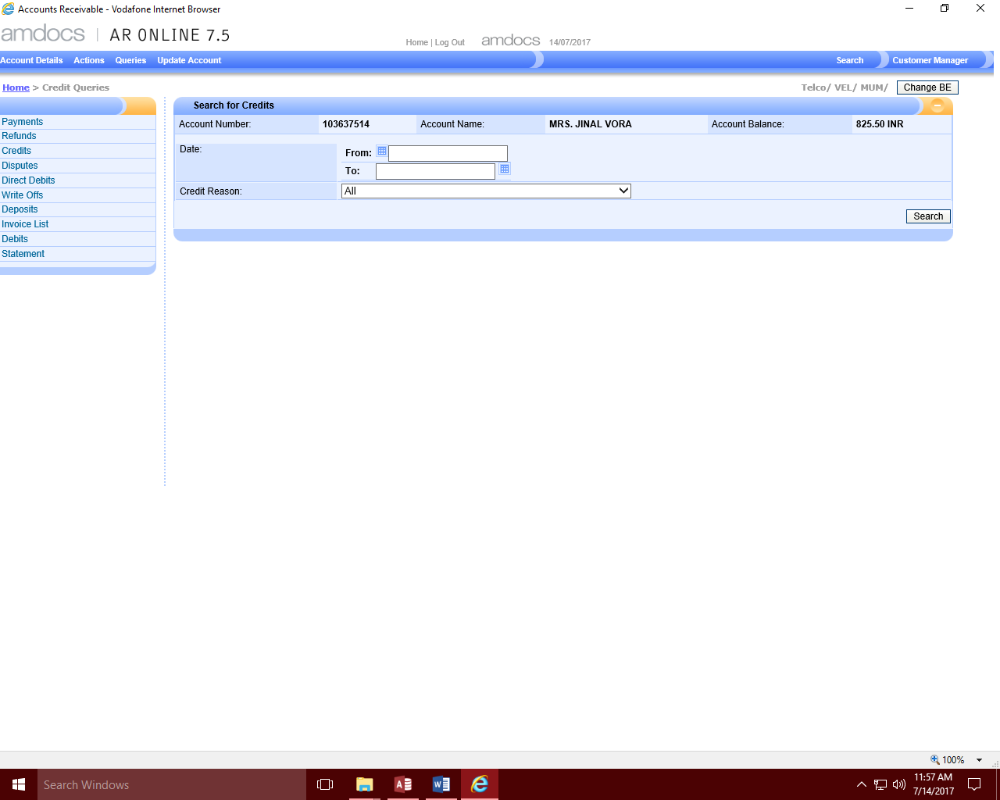 Accounts Receivable - Vodafone Internet Browser
amdocs | AR ONLINE 7.5
Home | Log Out amdocs 14/07/2017
Account Details Actions Queries Update Account Search Customer Manager
Home > Credit Queries Telco/ VEL/ MUM/ Change BE
Search for Credits
Account Number: 103637514 Account Name: MRS. JINAL VORA Account Balance: 825.50 INR
Date: From:
To:
Credit Reason: All
Search
Payments
Refunds
Credits
Disputes
Direct Debits
Write Offs
Deposits
Invoice List
Debits
Statement
100%
Search Windows
11:57 AM
7/14/2017